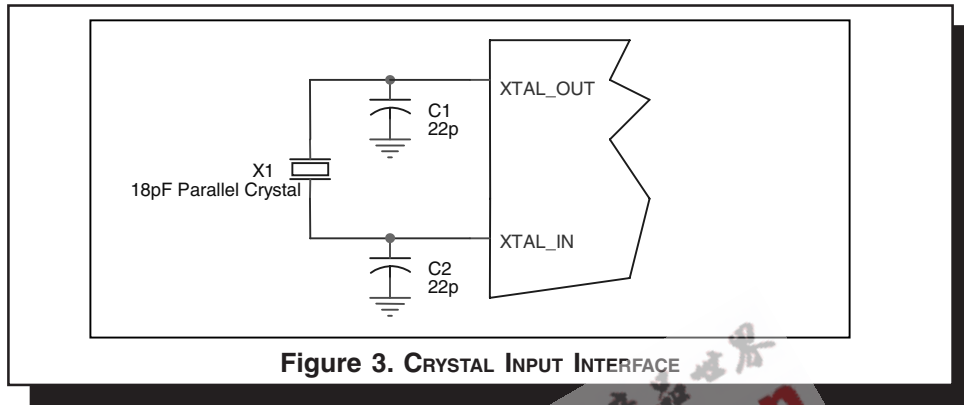 XTAL_OUT
C1
22p
X1
18pF Parallel Crystal
XTAL_IN
C2
22p
Figure 3. CRYSTAL INPUT INTERFACE